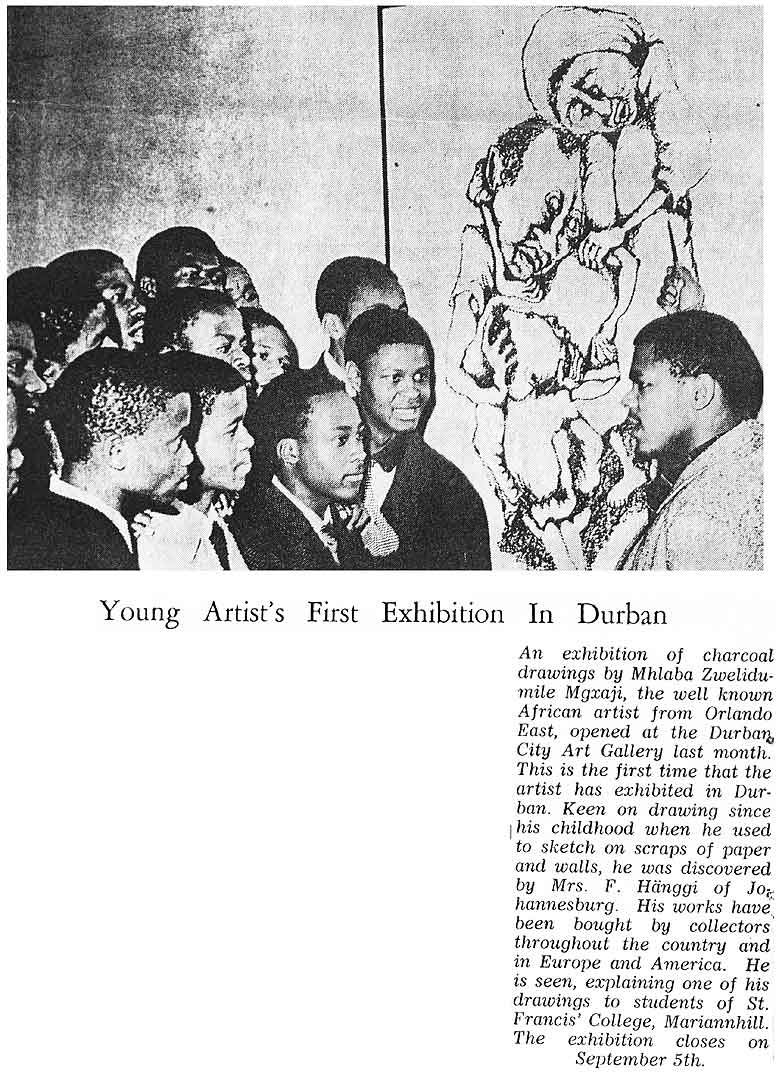 Young Artist's First Exhibition In Durban
An exhibition of charcoal
drawings by Mhlaba Zwelidu-
mile Mgxaji, the well known
African artist from Orlando
East, opened at the Durban
City Art Gallery last month.
This is the first time that the
artist has exhibited in Dur-
ban. Keen on drawing since
his childhood when he used
to sketch on scraps of paper
and walls, he was discovered
by Mrs. F. Hänggi of Jo-
hannesburg. His works have
been bought by collectors
throughout the country and
in Europe and America. He
is seen, explaining one of his
drawings to students of St.
Francis' College, Mariannhill.
The exhibition closes on
September 5th.